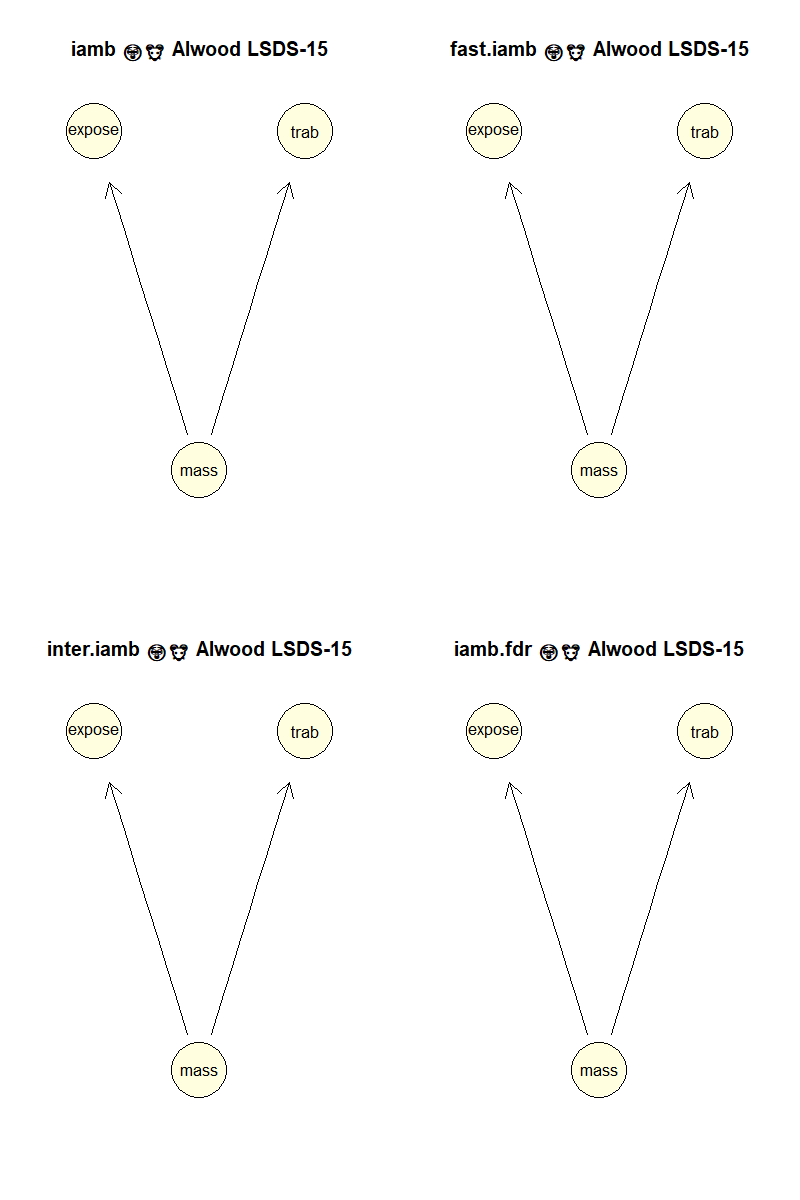 iamb 😷🐭 Alwood LSDS-15
fast.iamb 😷🐭 Alwood LSDS-15
expose
trab
expose
trab
mass
mass
inter.iamb 😷🐭 Alwood LSDS-15
iamb.fdr 😷🐭 Alwood LSDS-15
expose
trab
expose
trab
mass
mass